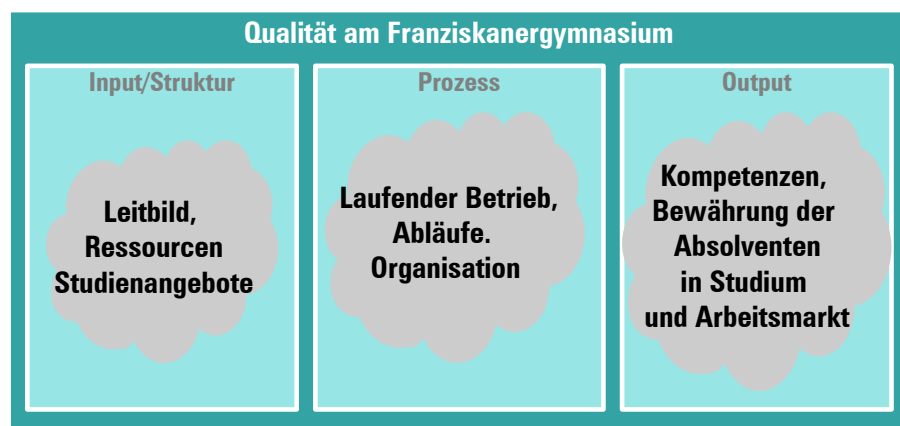 Qualität am Franziskanergymnasium
Input/Struktur
Leitbild,
Ressourcen
Studienangebote
Prozess
Laufender Betrieb,
Abläufe.
Organisation
Output
Kompetenzen,
Bewährung der
Absolventen
in Studium
und Arbeitsmarkt